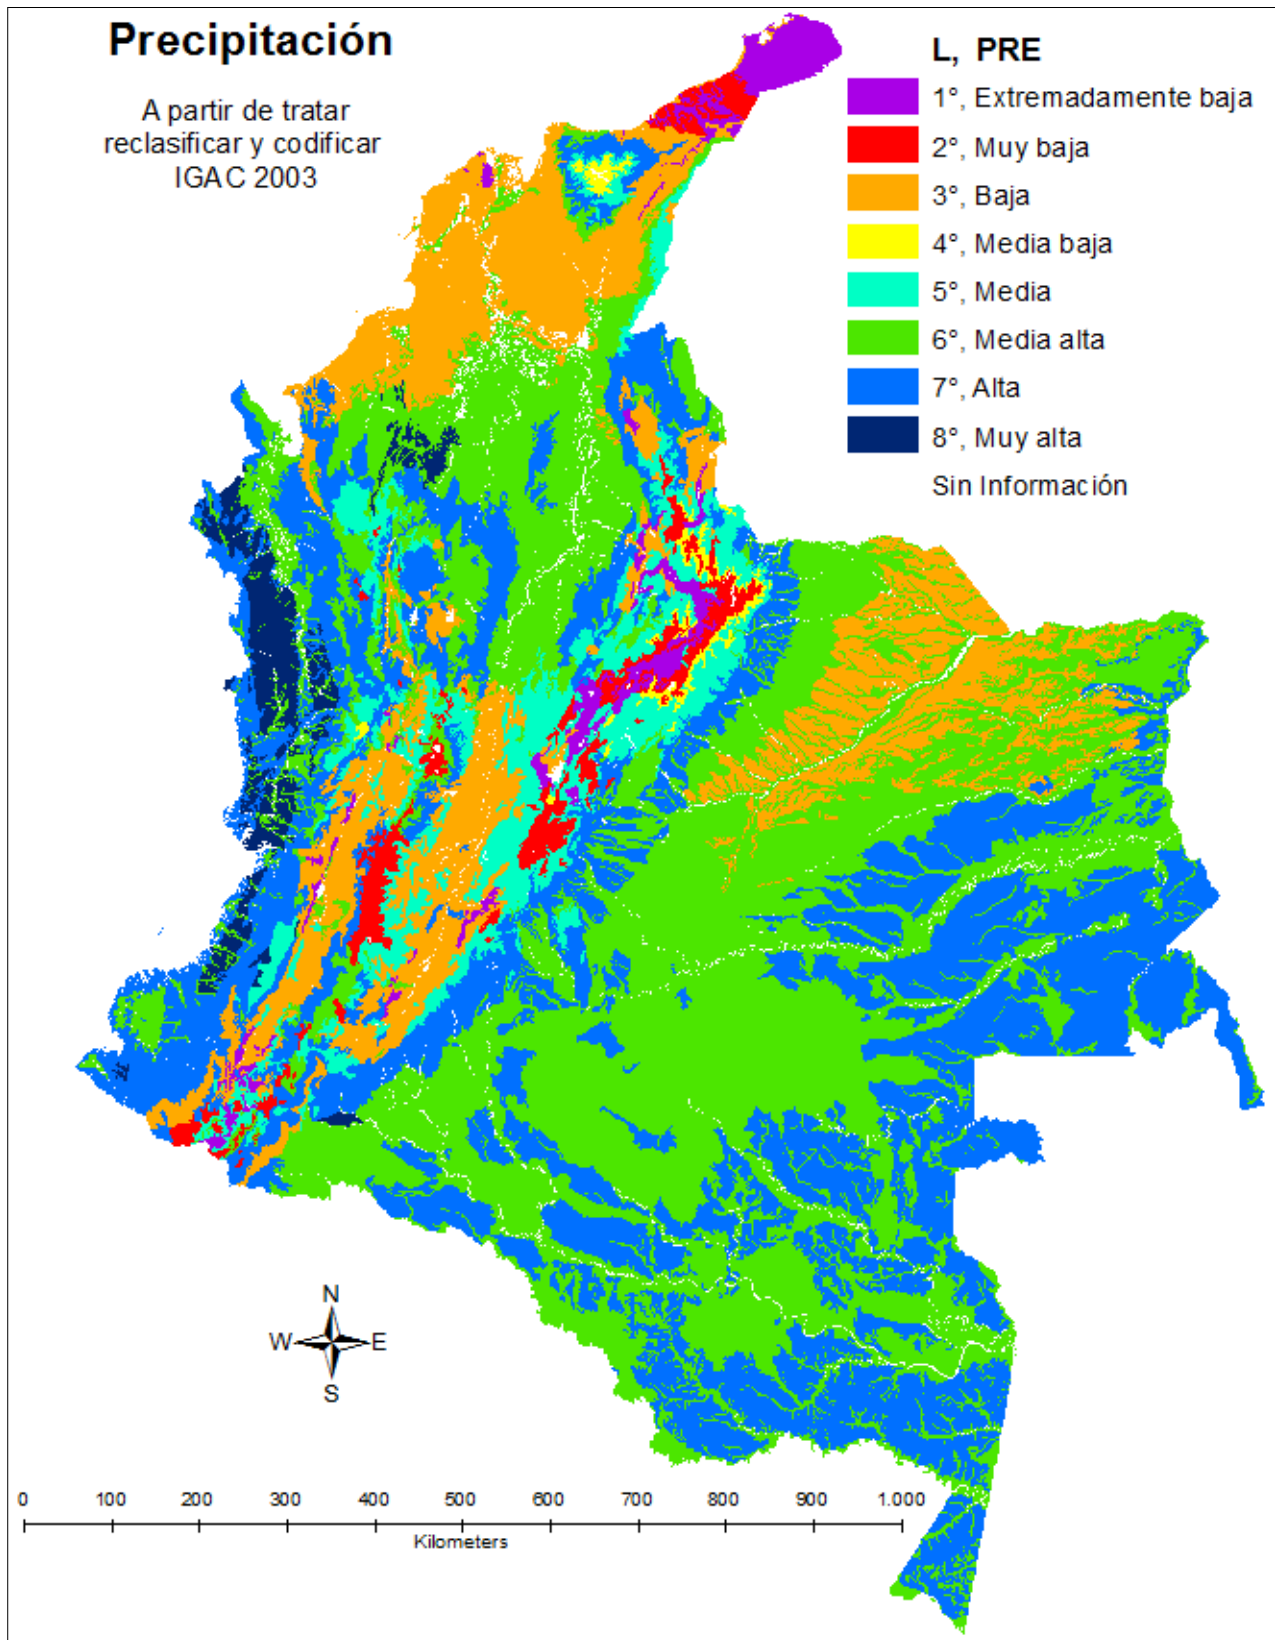 Precipitación
A partir de tratar
reclasificar y codificar
IGAC 2003
L, PRE
1°, Extremadamente baja
2°, Muy baja
3°, Baja
4°, Media baja
5°, Media
6°, Media alta
7°, Alta
8°, Muy alta
Sin Información
N
W E
S
0 100 200 300 400 500 600 700 800 900 1.000
Kilometers